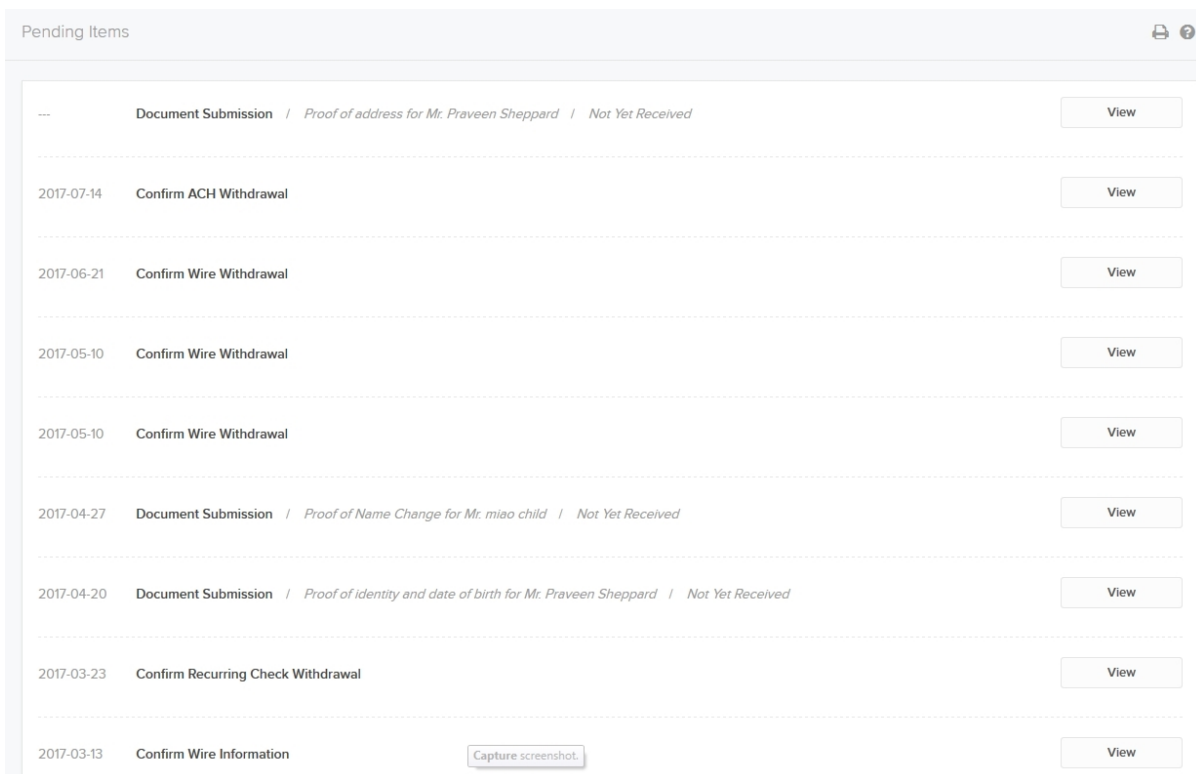 Pending Items
--- Document Submission / Proof of address for Mr. Praveen Sheppard / Not Yet Received View
2017-07-14 Confirm ACH Withdrawal View
2017-06-21 Confirm Wire Withdrawal View
2017-05-10 Confirm Wire Withdrawal View
2017-05-10 Confirm Wire Withdrawal View
2017-04-27 Document Submission / Proof of Name Change for Mr. miao child / Not Yet Received View
2017-04-20 Document Submission / Proof of identity and date of birth for Mr. Praveen Sheppard / Not Yet Received View
2017-03-23 Confirm Recurring Check Withdrawal View
2017-03-13 Confirm Wire Information Capture screenshot. View